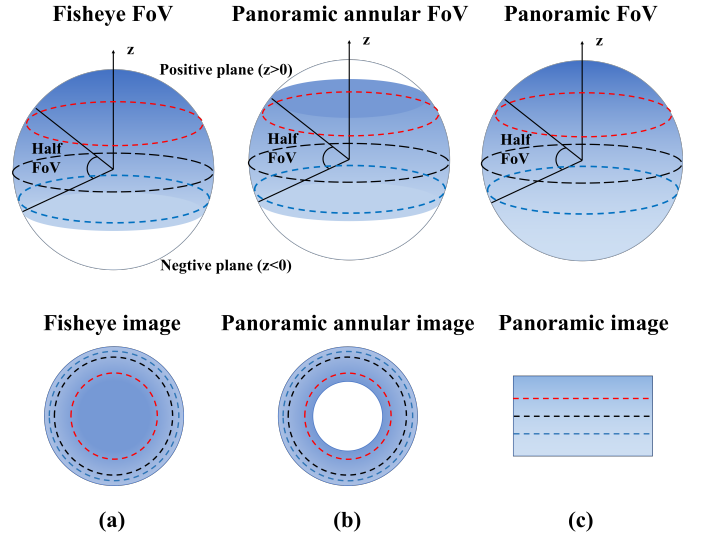 Fisheye FoV
Panoramic annular FoV
Panoramic FoV
z
z
z
Positive plane (z>0)
Half
FoV
Half
FoV
Half
FoV
Negtive plane (z<0)
Fisheye image
Panoramic annular image
Panoramic image
(a)
(b)
(c)